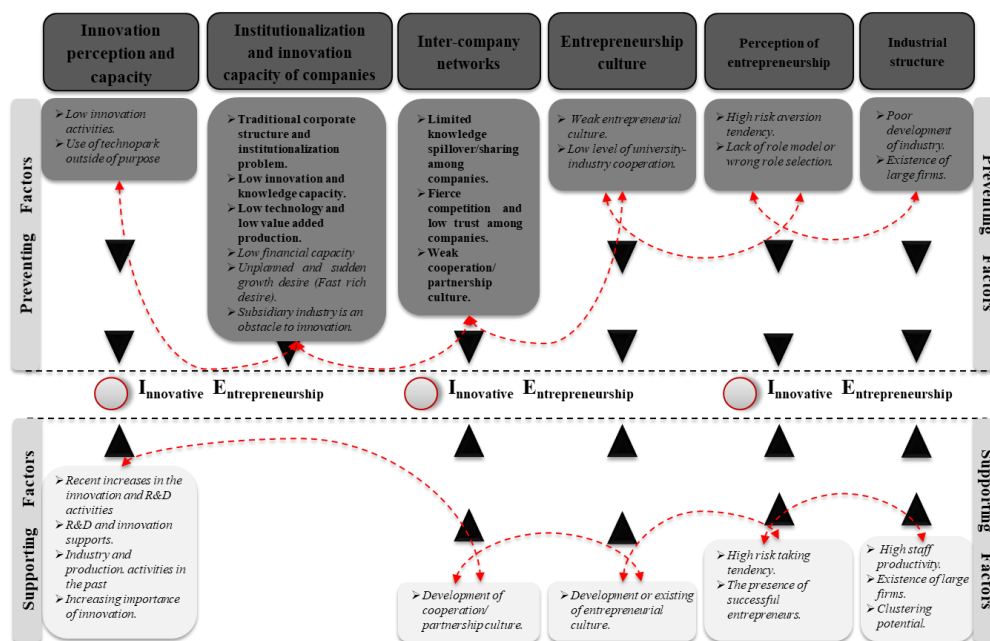 Innovation
perception and
capacity
Institutionalization
and innovation
capacity of companies
Inter-company
networks
Entrepreneurship
culture
Perception of
entrepreneurship
Industrial
structure
Preventing Factors
➢ Low innovation
activities.
➢ Use of technopark
outside of purpose
➢ Traditional corporate
structure and
institutionalization
problem.
➢ Low innovation and
knowledge capacity.
➢ Low technology and
low value added
production.
➢ Low financial capacity
➢ Unplanned and sudden
growth desire (Fast rich
desire).
➢ Subsidiary industry is an
obstacle to innovation.
➢ Limited
knowledge
spillover/sharing
among
companies.
➢ Fierce
competition and
low trust among
companies.
➢ Weak
cooperation/
partnership
culture.
➢ Weak entrepreneurial
culture.
➢ Low level of university-
industry cooperation.
➢ High risk aversion
tendency.
➢ Lack of role model or
wrong role selection.
➢ Poor
development of
industry.
➢ Existence of
large firms.
Preventing Factors
Innovative Entrepreneurship
Innovative Entrepreneurship
Innovative Entrepreneurship
Supporting Factors
➢ Recent increases in the
innovation and R&D
activities
➢ R&D and innovation
supports.
➢ Industry and
production. activities in
the past
➢ Increasing importance
of innovation.
➢ Development of
cooperation/
partnership culture.
➢ Development or existing
of entrepreneurial
culture.
➢ High risk taking
tendency.
➢ The presence of
successful
entrepreneurs.
➢ High staff
productivity.
➢ Existence of large
firms.
➢ Clustering
potential.
Supporting Factors